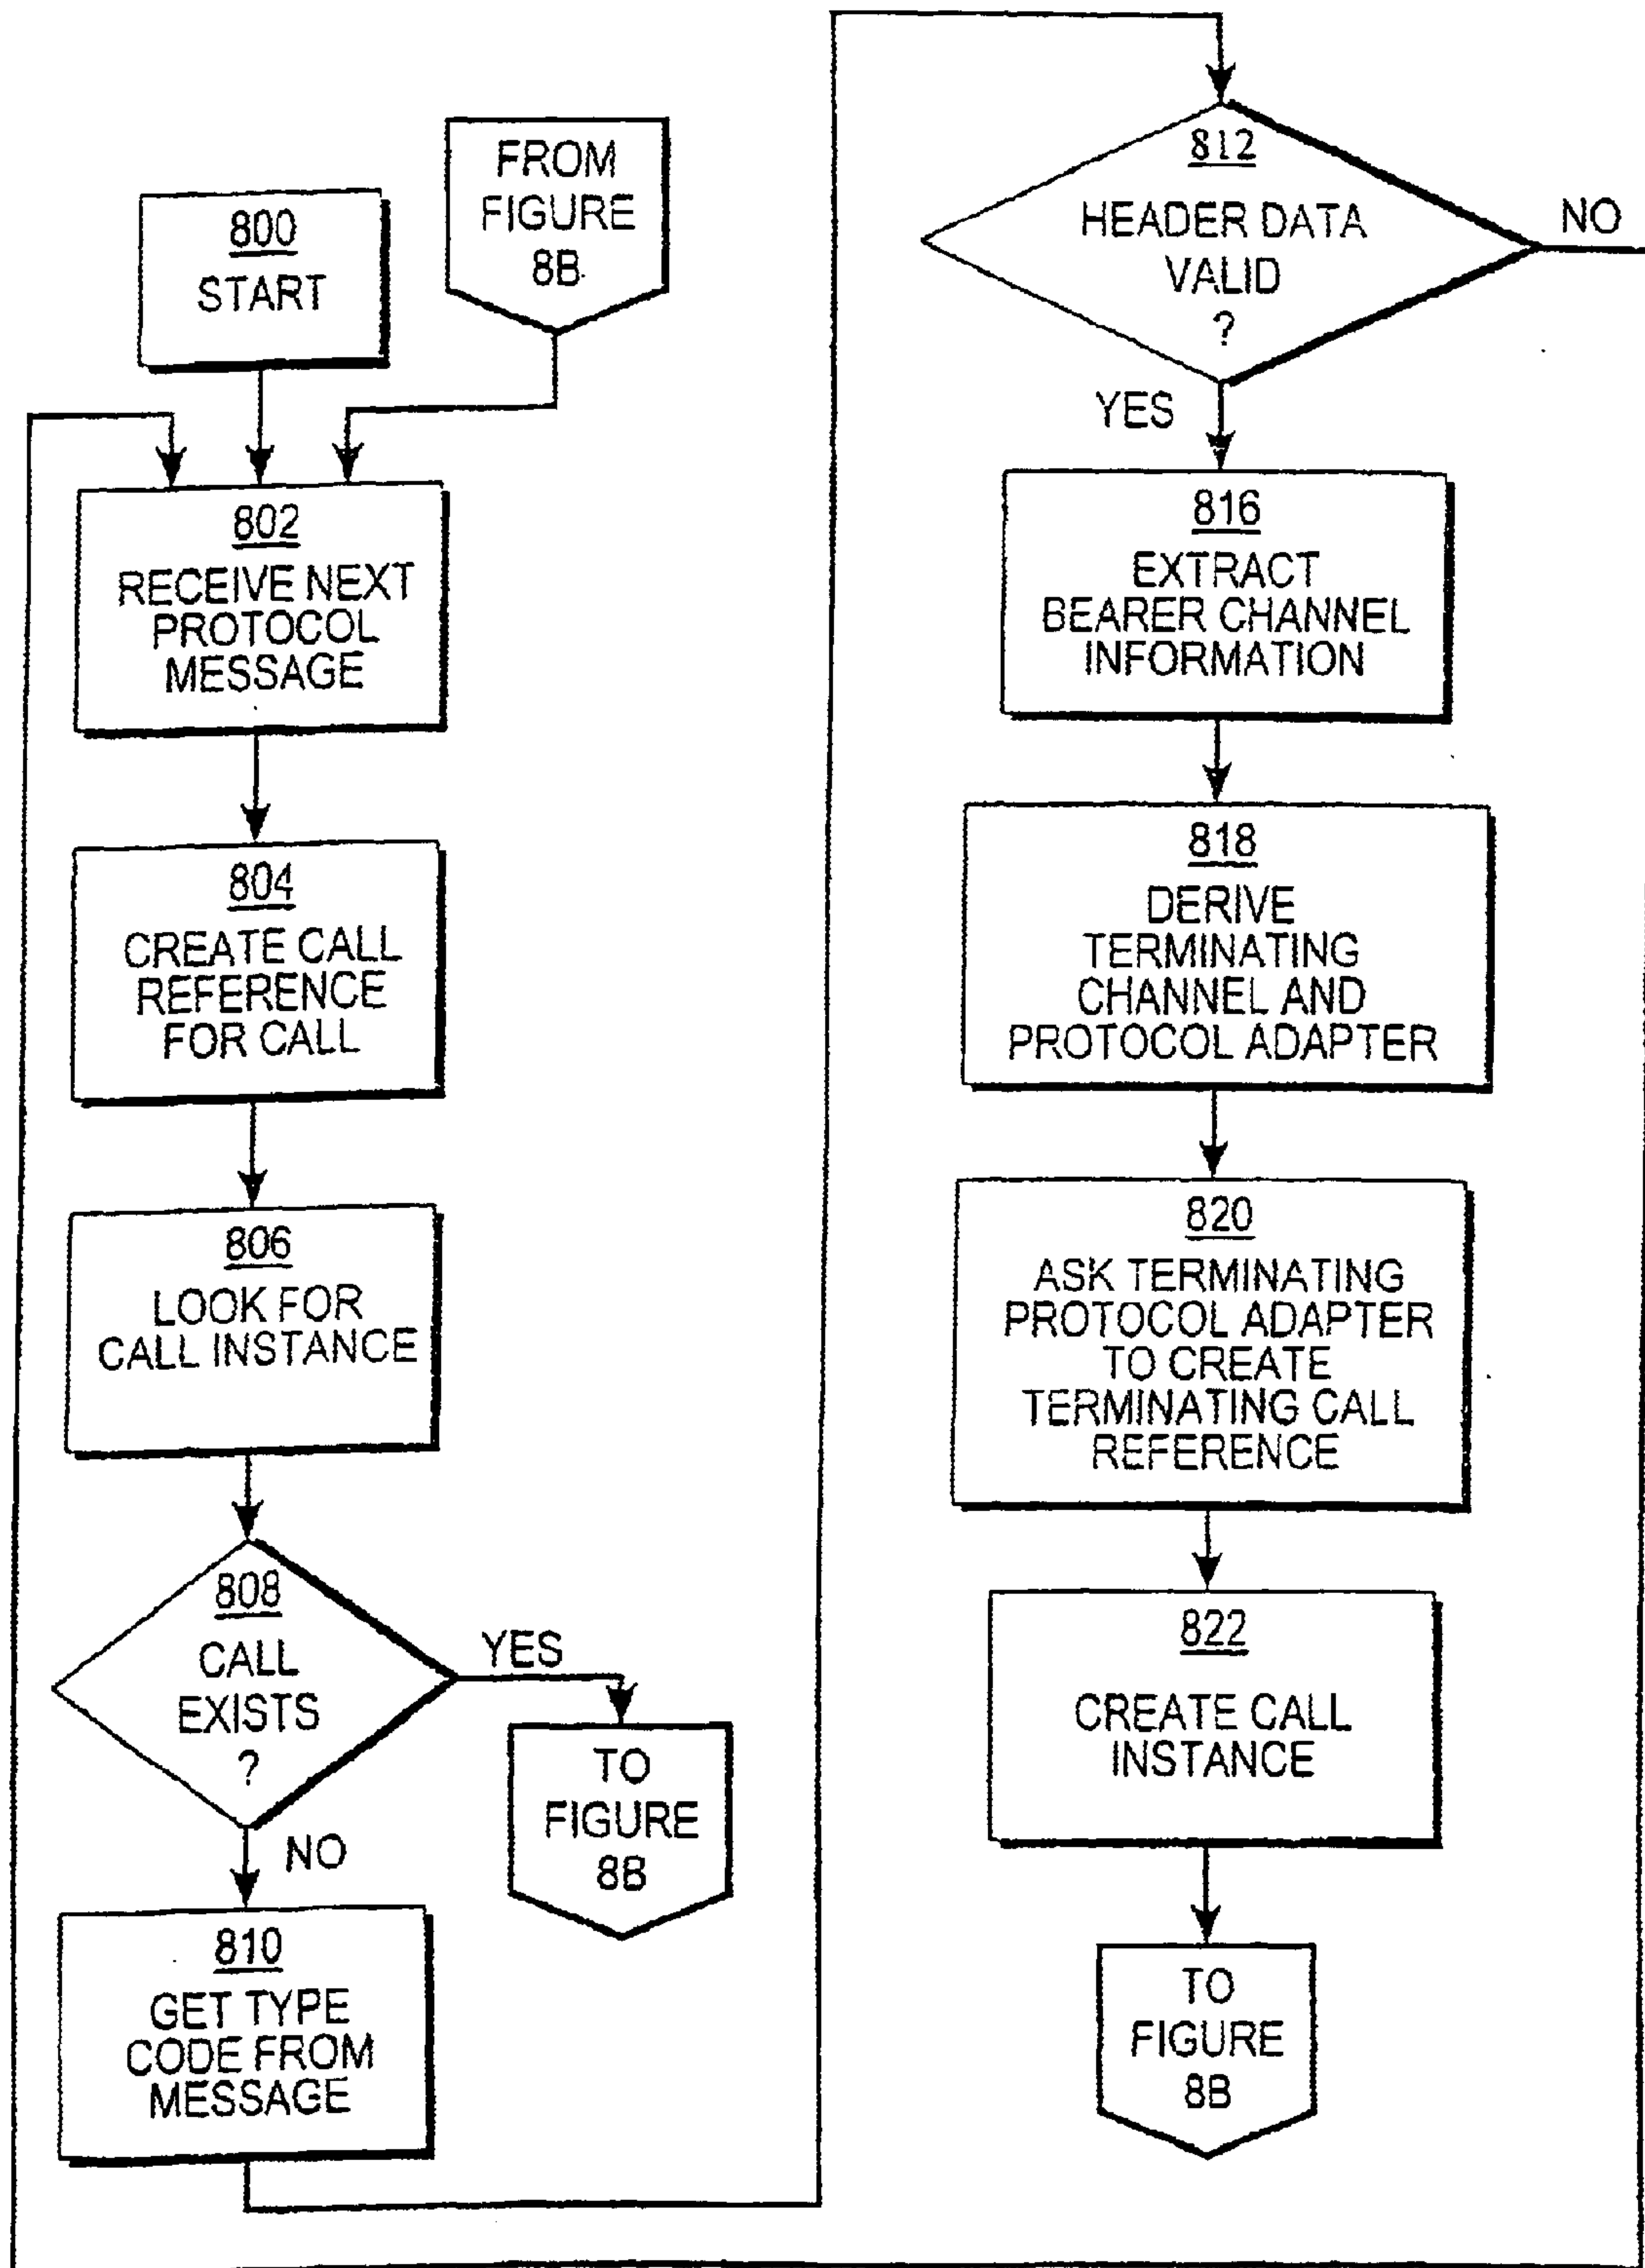 800
START
FROM
FIGURE
8B
802
RECEIVE NEXT
PROTOCOL
MESSAGE
804
CREATE CALL
REFERENCE
FOR CALL
806
LOOK FOR
CALL INSTANCE
808
CALL
EXISTS
?
YES
TO
FIGURE
8B
NO
810
GET TYPE
CODE FROM
MESSAGE
812
HEADER DATA
VALID
?
NO
YES
816
EXTRACT
BEARER CHANNEL
INFORMATION
818
DERIVE
TERMINATING
CHANNEL AND
PROTOCOL ADAPTER
820
ASK TERMINATING
PROTOCOL ADAPTER
TO CREATE
TERMINATING CALL
REFERENCE
822
CREATE CALL
INSTANCE
TO
FIGURE
8B